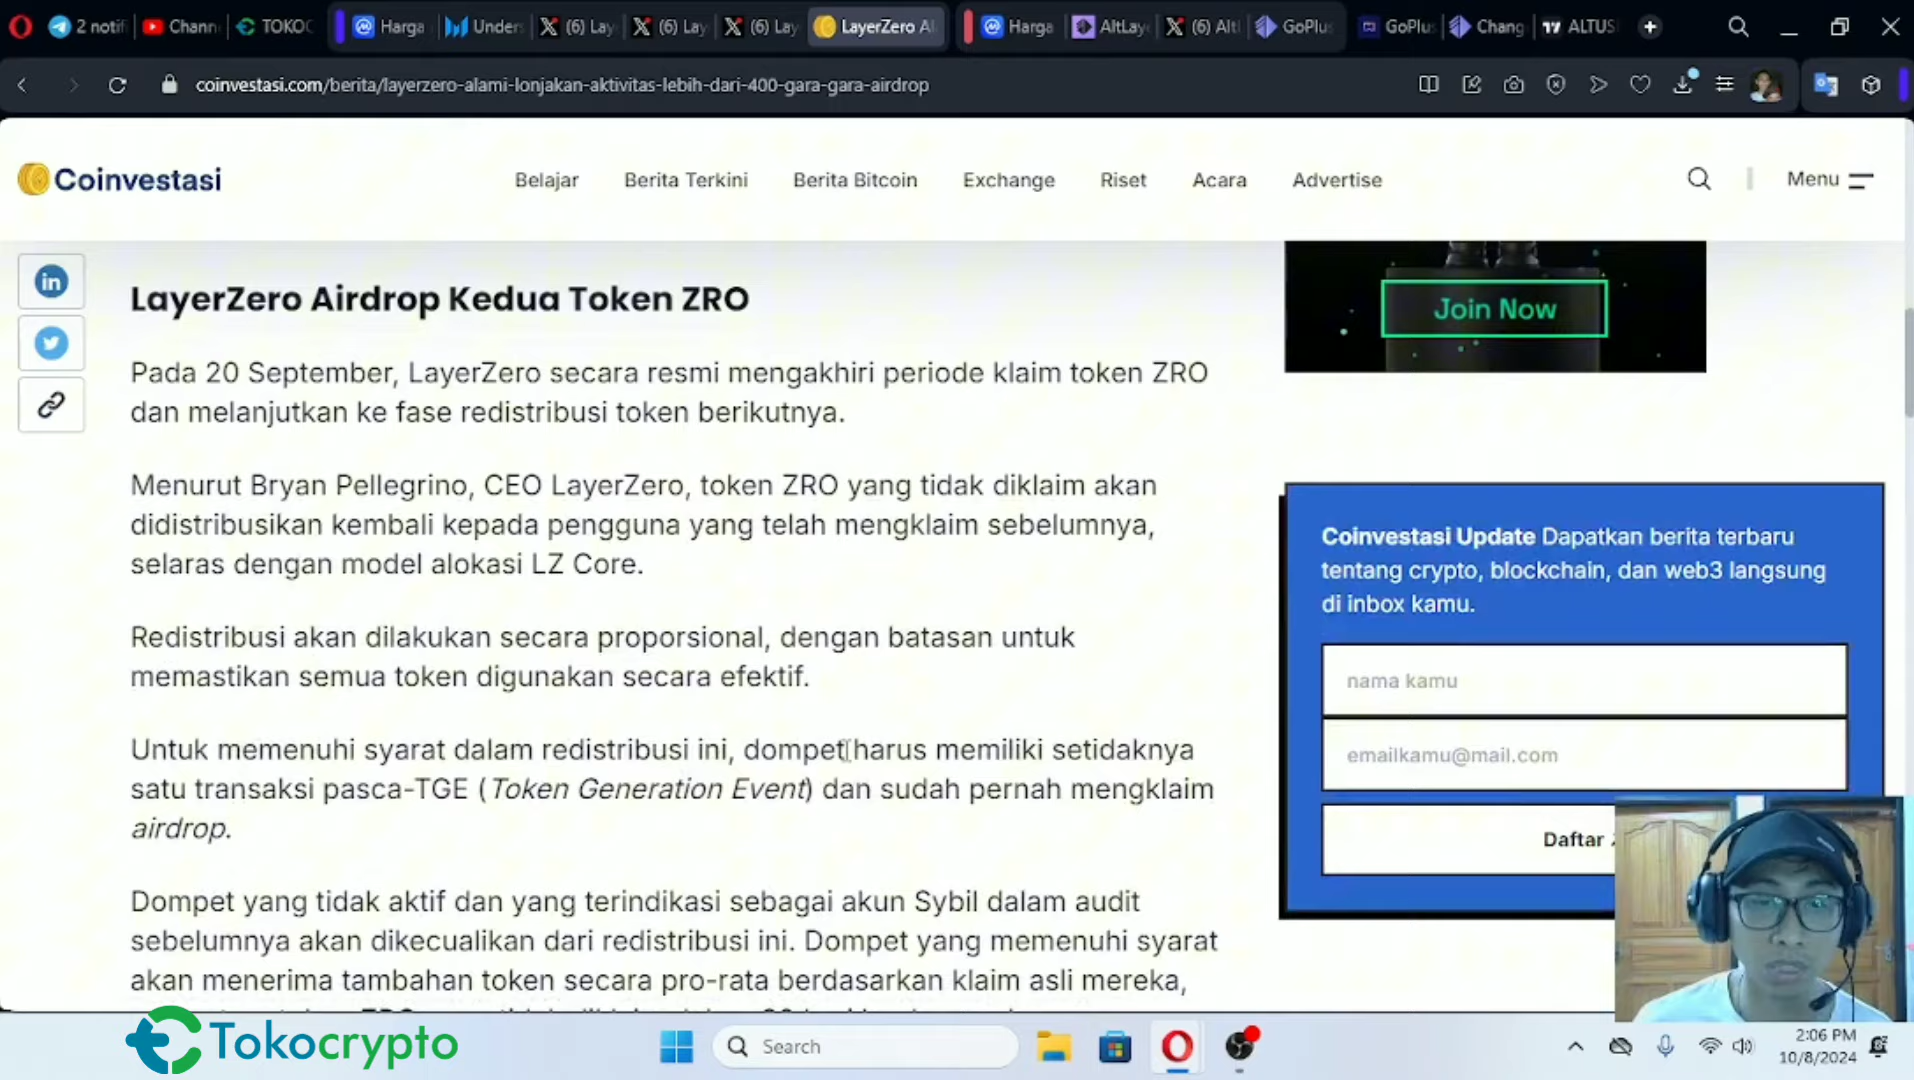 2 notif
Chann
TOKOC
Harga
Under
(6) Lay
(6) Lay
(6) Lay
LayerZero Al
Harga
AltLay
(6) Alt
GoPlus
GoPlus
Chang
ALTUS
coinvestasi.com/berita/layerzero-alami-lonjakan-aktivitas-lebih-dari-400-gara-gara-airdrop
Coinvestasi
Belajar
Berita Terkini
Berita Bitcoin
Exchange
Riset
Acara
Advertise
Menu
in
LayerZero Airdrop Kedua Token ZRO
Pada 20 September, LayerZero secara resmi mengakhiri periode klaim token ZRO
dan melanjutkan ke fase redistribusi token berikutnya.
Menurut Bryan Pellegrino, CEO LayerZero, token ZRO yang tidak diklaim akan
didistribusikan kembali kepada pengguna yang telah mengklaim sebelumnya,
selaras dengan model alokasi LZ Core.
Redistribusi akan dilakukan secara proporsional, dengan batasan untuk
memastikan semua token digunakan secara efektif.
Untuk memenuhi syarat dalam redistribusi ini, dompet harus memiliki setidaknya
satu transaksi pasca-TGE (Token Generation Event) dan sudah pernah mengklaim
airdrop.
Dompet yang tidak aktif dan yang terindikasi sebagai akun Sybil dalam audit
sebelumnya akan dikecualikan dari redistribusi ini. Dompet yang memenuhi syarat
akan menerima tambahan token secara pro-rata berdasarkan klaim asli mereka,
Join Now
Coinvestasi Update Dapatkan berita terbaru
tentang crypto, blockchain, dan web3 langsung
di inbox kamu.
nama kamu
emailkamu@mail.com
Daftar
Tokocrypto
Search
2:06 PM
10/8/2024